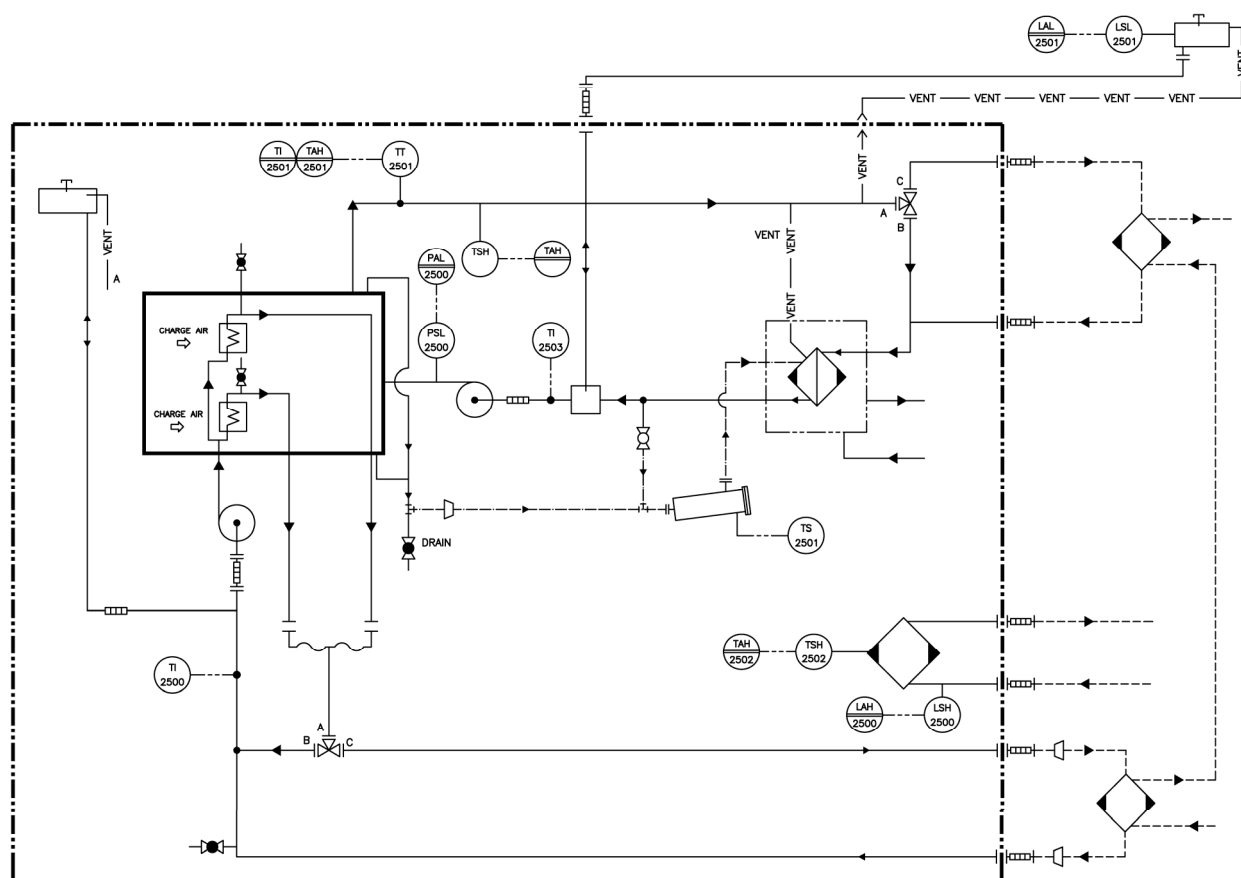 LAL
2501
LSL
2501
VENT
VENT VENT VENT VENT VENT
TI
2501
TAH
2501
TT
2501
VENT
C
A
B
VENT
A
PAL
2500
TSH
TAH
VENT
VENT
VENT
CHARGE AIR
PSL
2500
TI
2503
CHARGE AIR
DRAIN
TS
2501
TAH
2502
TSH
2502
TI
2500
LAH
2500
LSH
2500
A
B
C